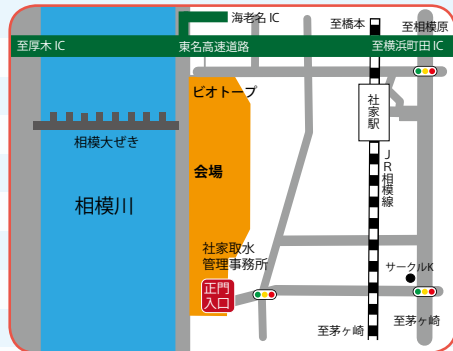 海老名 IC
至橋本
至相模原
至厚木 IC
東名高速道路
至横浜町田 IC
ビオトープ
社家駅
相模大ぜき
会場
JR相模線
相模川
社家取水
管理事務所
サークルK
正門
入口
至茅ヶ崎
至茅ヶ崎